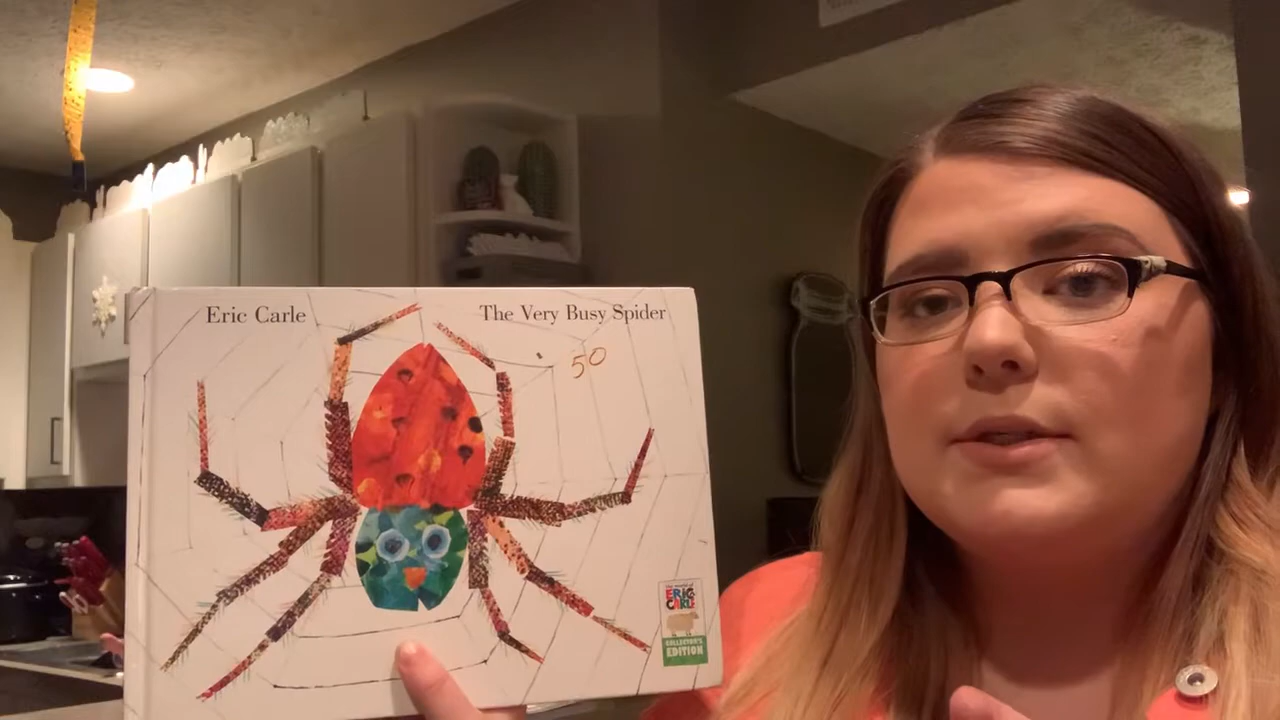 Eric Carle
The Very Busy Spider
50
the world of
ERIC
CARLE
COLLECTOR'S
EDITION